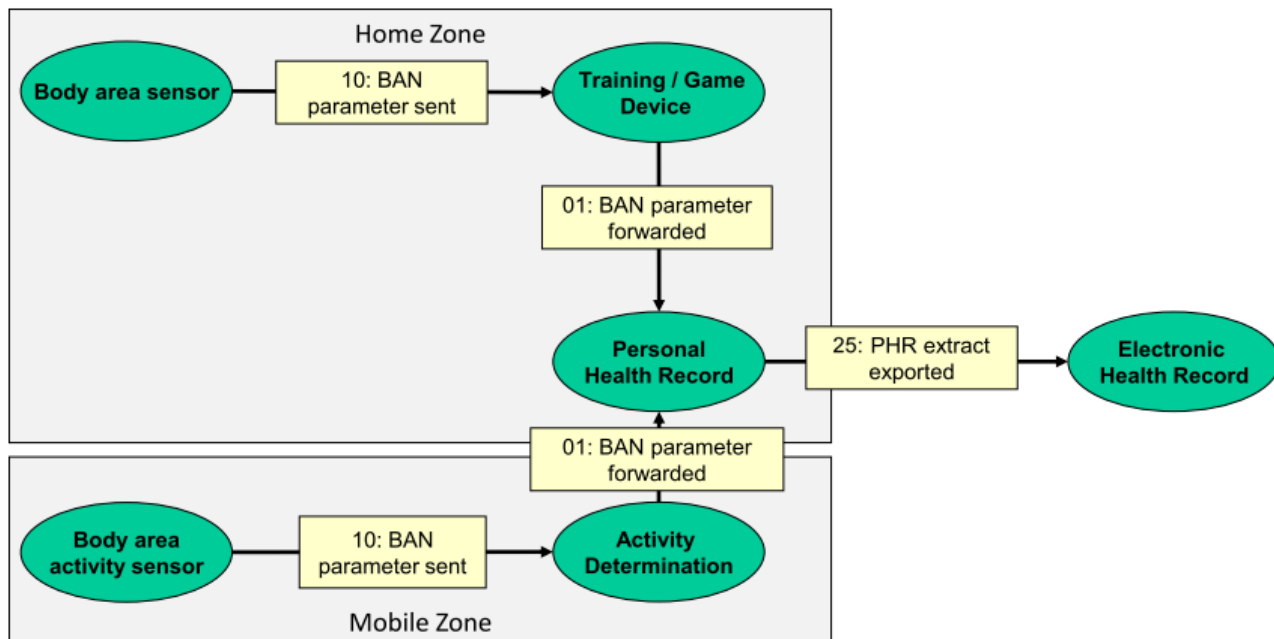 Home Zone
Body area sensor
10: BAN
parameter sent
Training / Game
Device
01: BAN parameter
forwarded
Personal
Health Record
25: PHR extract
exported
Electronic
Health Record
01: BAN parameter
forwarded
Body area
activity sensor
10: BAN
parameter sent
Activity
Determination
Mobile Zone